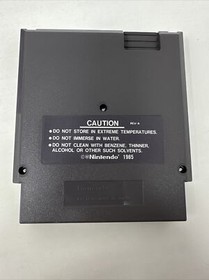 CAUTION REV-A
● DO NOT STORE IN EXTREME TEMPERATURES.
● DO NOT IMMERSE IN WATER.
● DO NOT CLEAN WITH BENZENE, THINNER,
ALCOHOL OR OTHER SUCH SOLVENTS.
©®Nintendo 1985